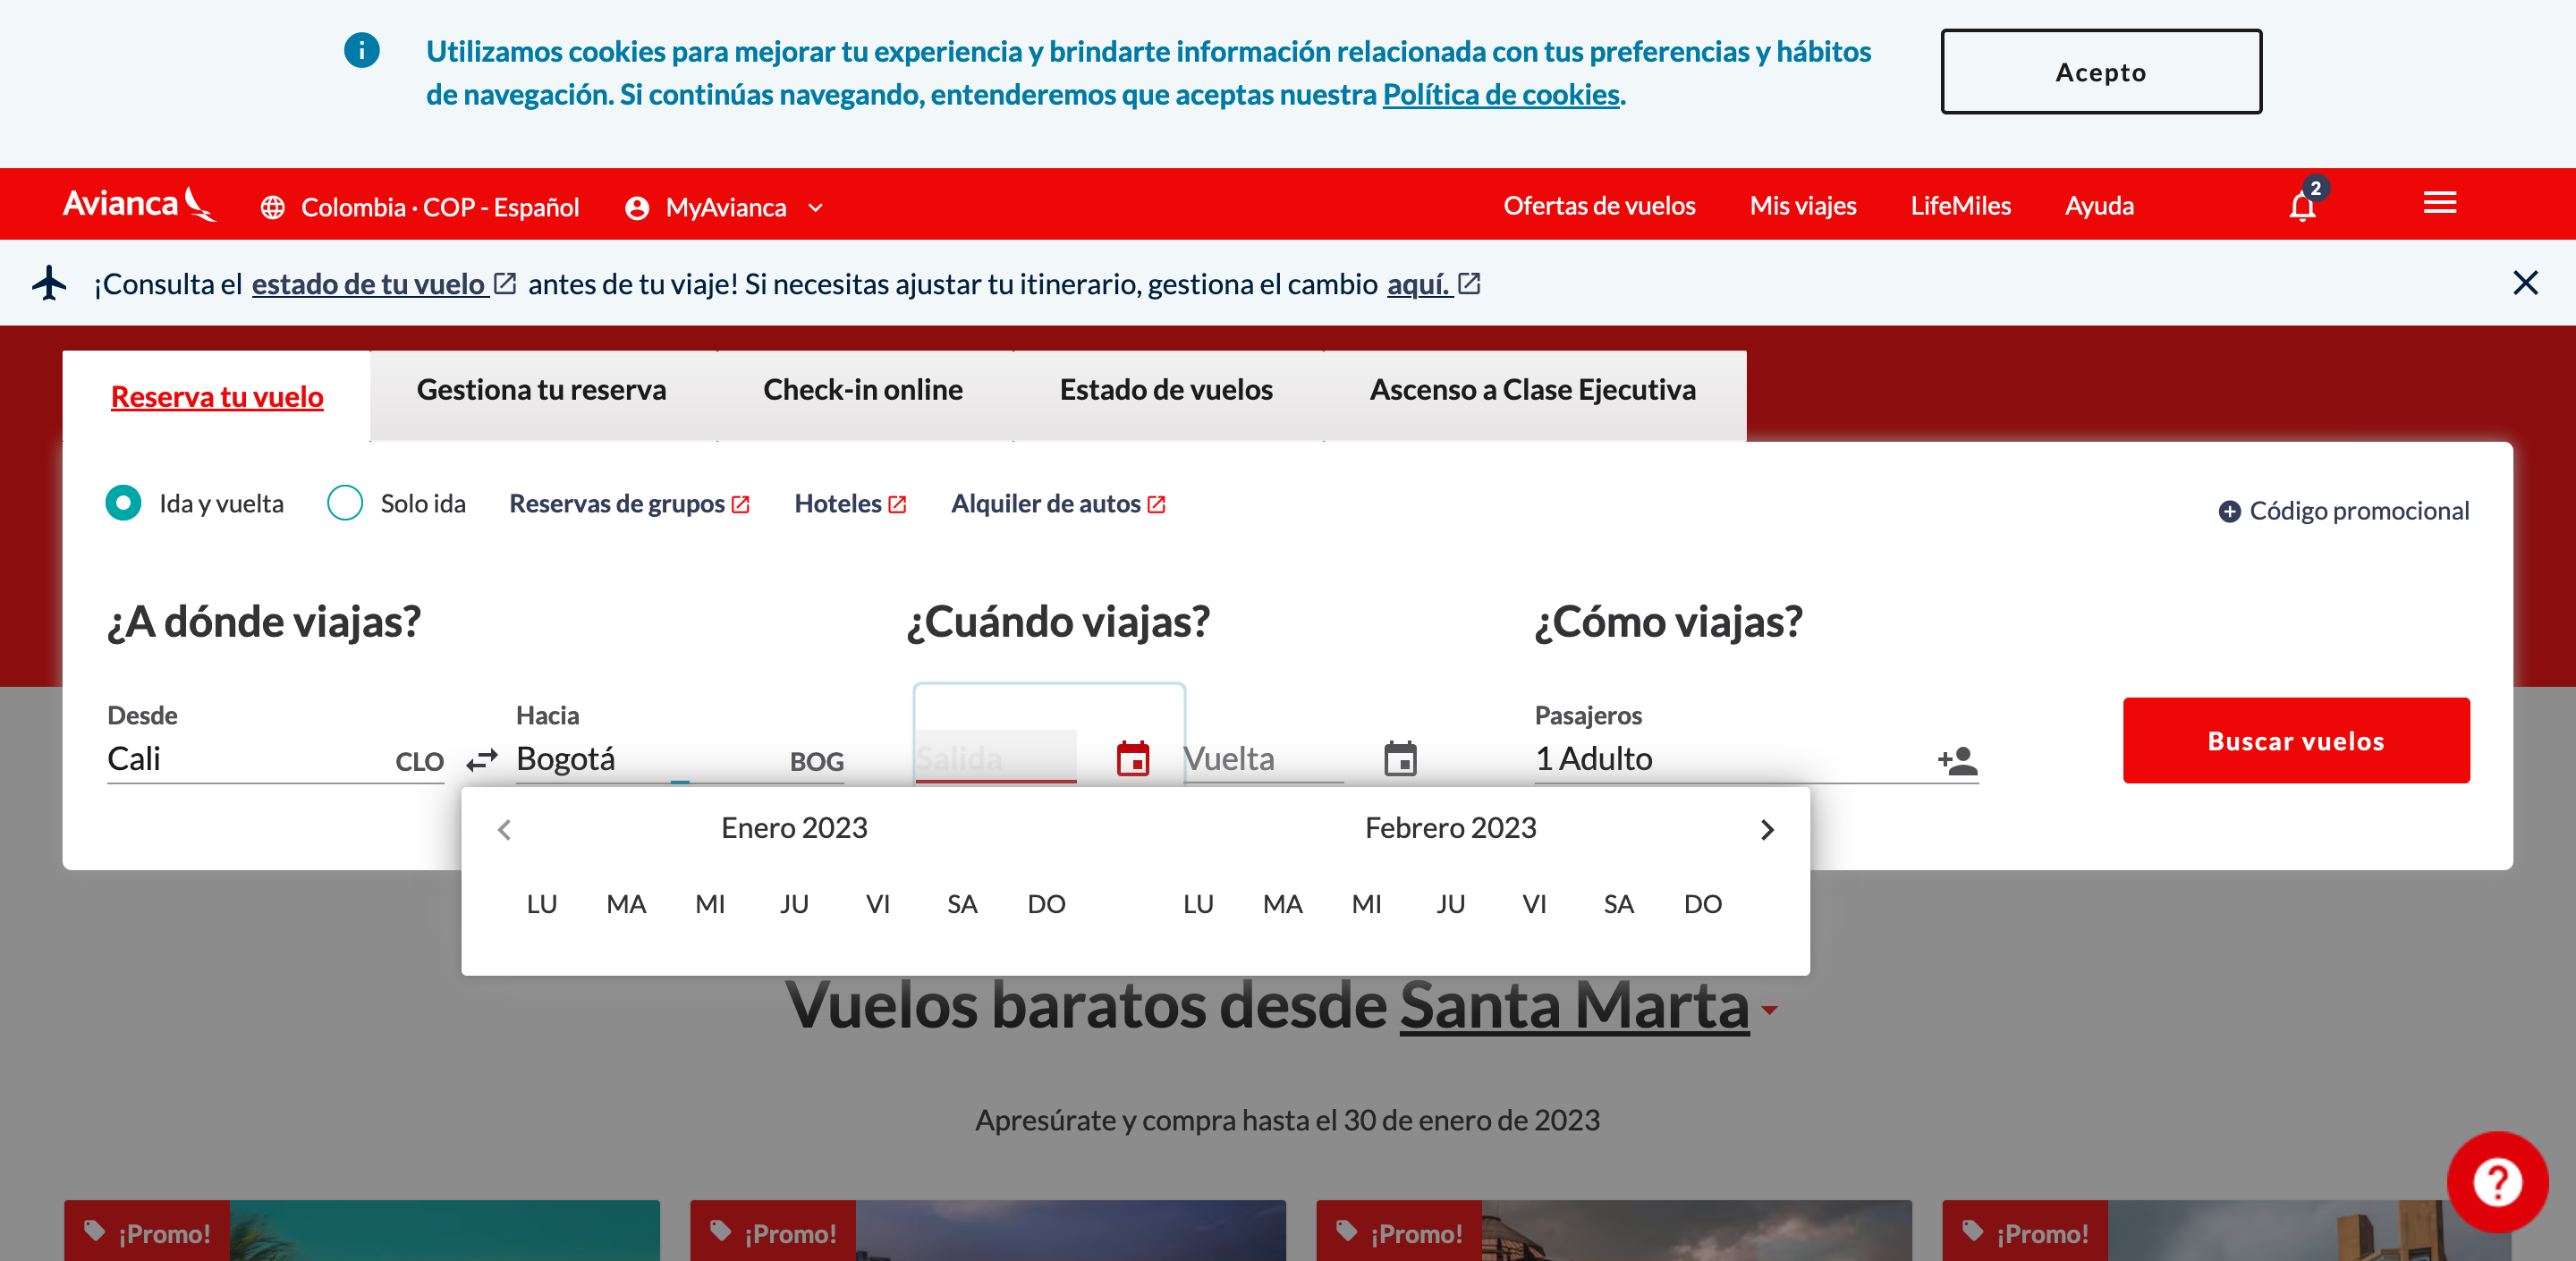 Utilizamos cookies para mejorar tu experiencia y brindarte información relacionada con tus preferencias y hábitos
de navegación. Si continúas navegando, entenderemos que aceptas nuestra Política de cookies.
Acepto
Avianca
Colombia · COP - Español
MyAvianca
Ofertas de vuelos
Mis viajes
LifeMiles
Ayuda
2
¡Consulta el estado de tu vuelo antes de tu viaje! Si necesitas ajustar tu itinerario, gestiona el cambio aquí.
Reserva tu vuelo
Gestiona tu reserva
Check-in online
Estado de vuelos
Ascenso a Clase Ejecutiva
Ida y vuelta
Solo ida
Reservas de grupos
Hoteles
Alquiler de autos
Código promocional
¿A dónde viajas?
¿Cuándo viajas?
¿Cómo viajas?
Desde
Cali
CLO
Hacia
Bogotá
BOG
Salida
Vuelta
Pasajeros
1 Adulto
Buscar vuelos
Enero 2023
Febrero 2023
LU MA MI JU VI SA DO
LU MA MI JU VI SA DO
Vuelos baratos desde Santa Marta
Apresúrate y compra hasta el 30 de enero de 2023
¡Promo!
¡Promo!
¡Promo!
¡Promo!
?